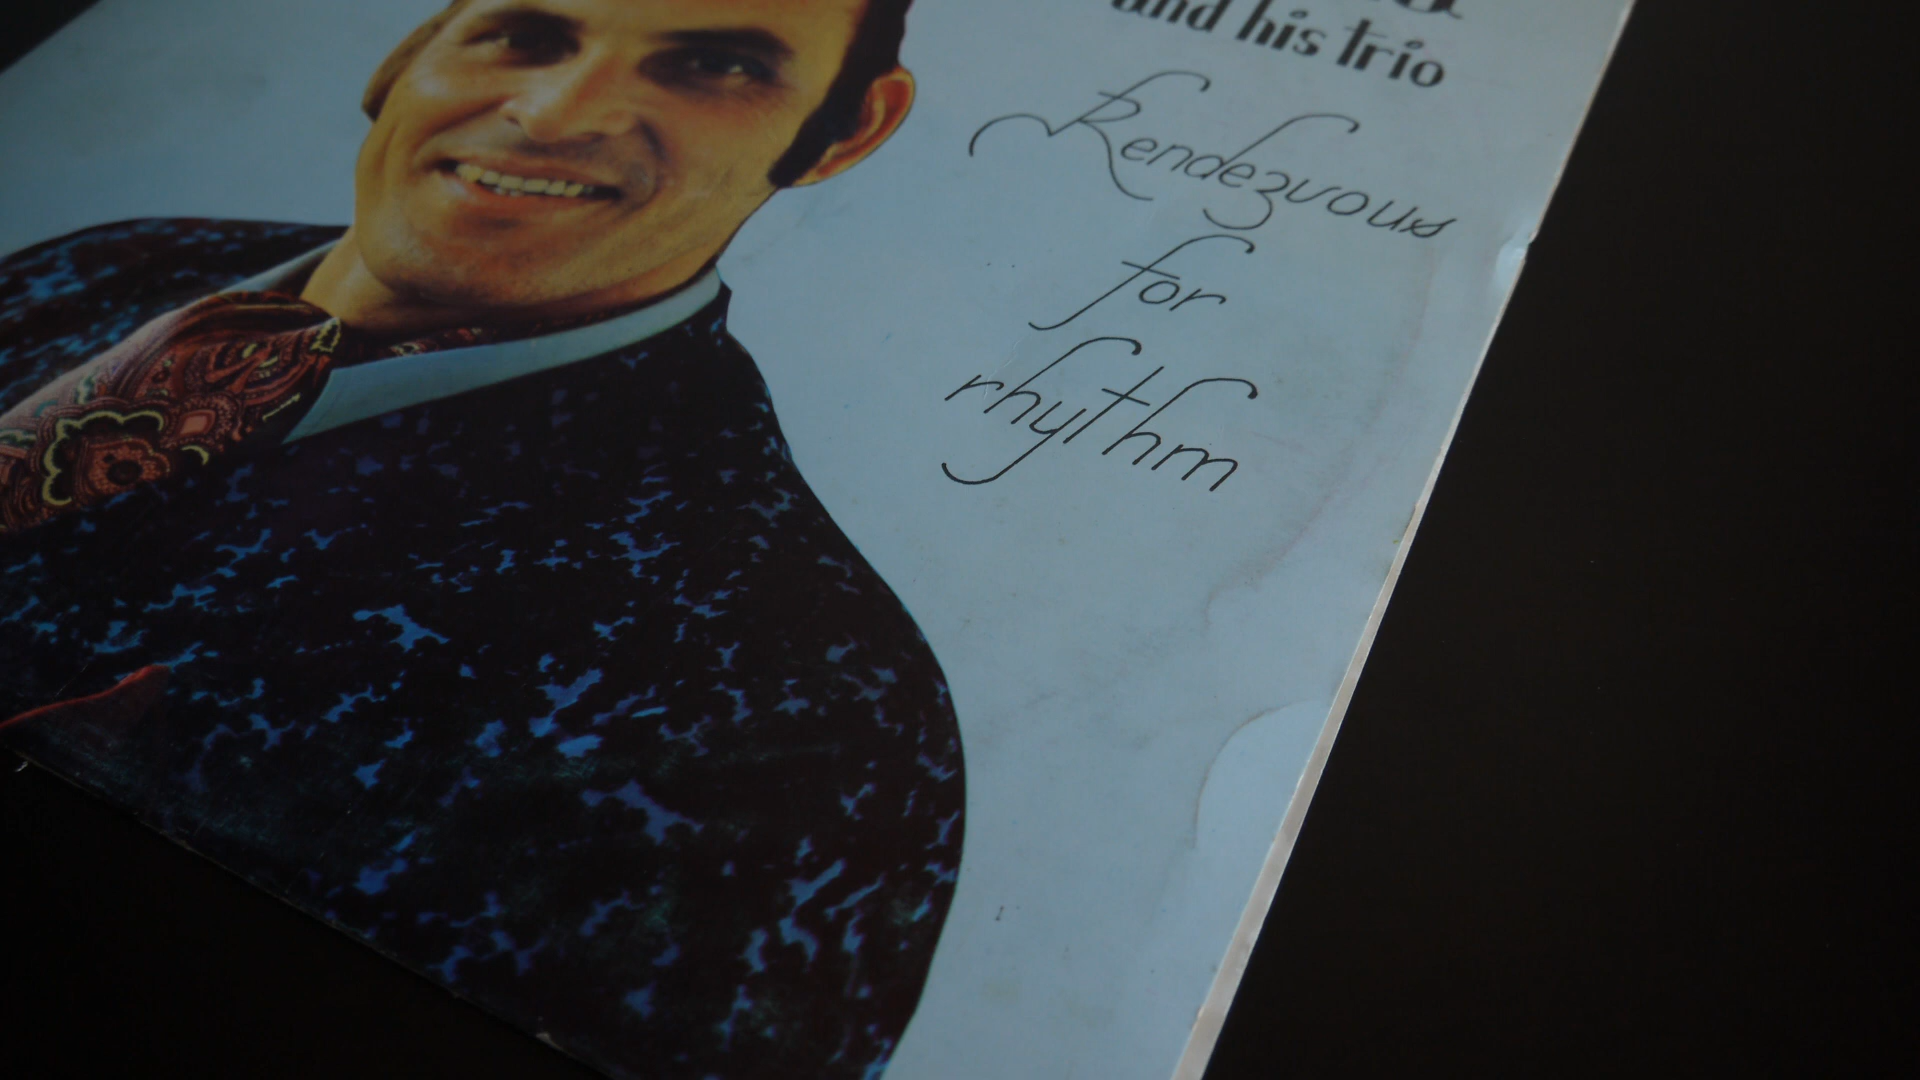 and his trio
Rendezvous
for
rhythm